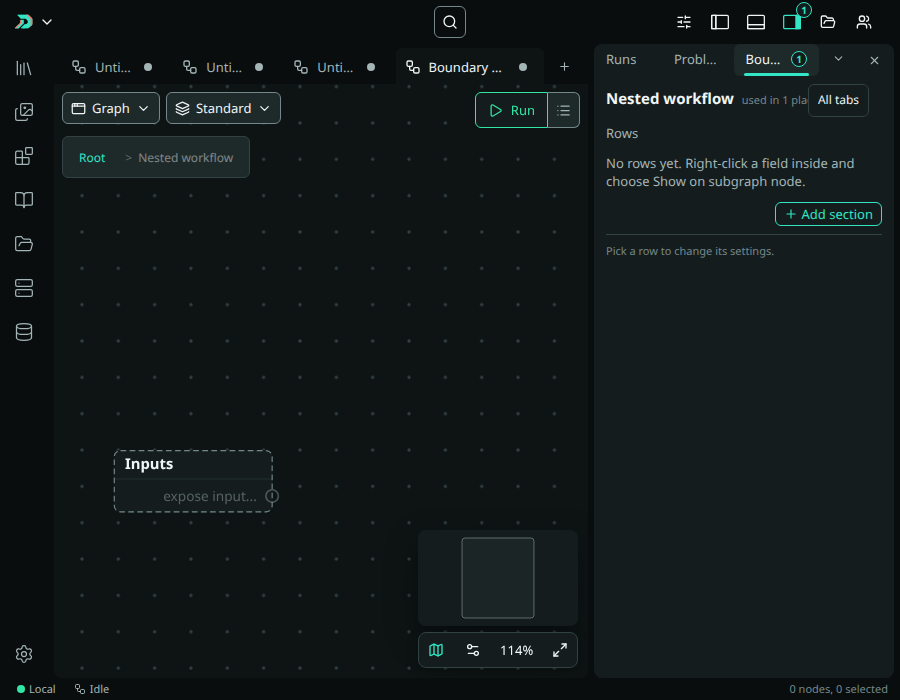 1
Unti...
Unti...
Unti...
Boundary ...
Runs
Probl...
Bou...
1
Graph
Standard
Run
Nested workflow
used in 1 pla
All tabs
Root > Nested workflow
Rows
No rows yet. Right-click a field inside and
choose Show on subgraph node.
Add section
Pick a row to change its settings.
Inputs
expose input...
114%
Local
Idle
0 nodes, 0 selected